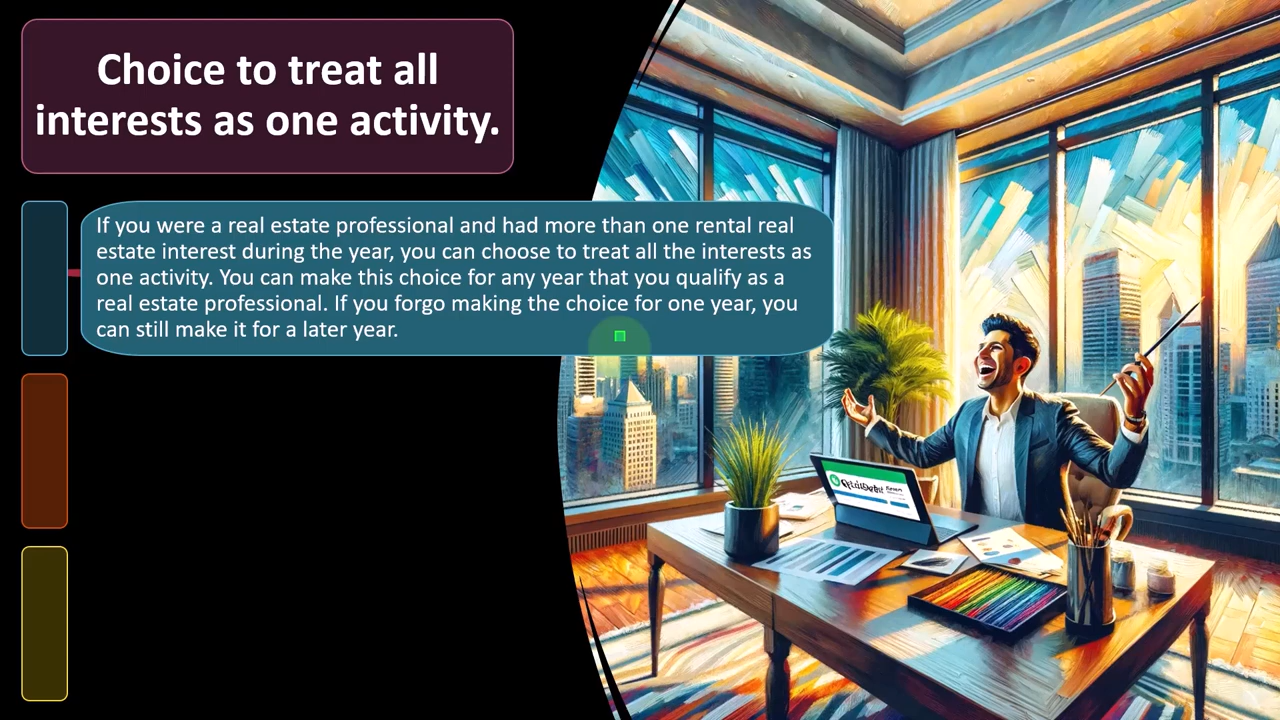 Choice to treat all
interests as one activity.
If you were a real estate professional and had more than one rental real
estate interest during the year, you can choose to treat all the interests as
one activity. You can make this choice for any year that you qualify as a
real estate professional. If you forgo making the choice for one year, you
can still make it for a later year.